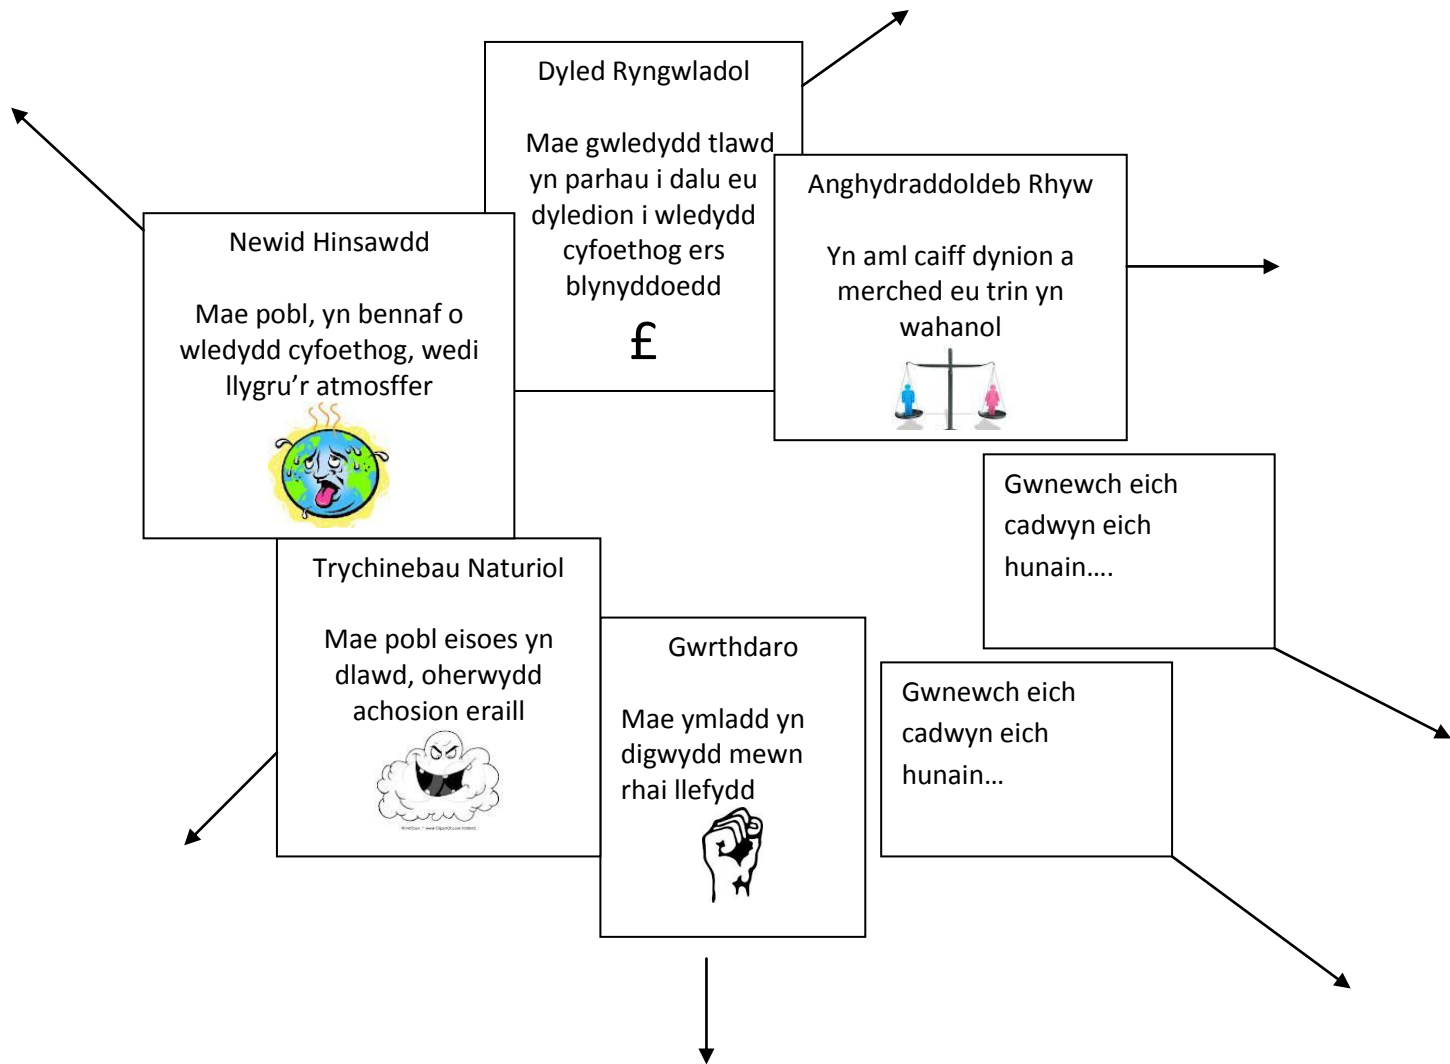 Dyled Ryngwladol
Mae gwledydd tlawd
yn parhau i dalu eu
dyledion i wledydd
cyfoethog ers
blynyddoedd
£
Anghydraddoldeb Rhyw
Yn aml caiff dynion a
merched eu trin yn
wahanol
Newid Hinsawdd
Mae pobl, yn bennaf o
wledydd cyfoethog, wedi
llygru’r atmosffer
Gwnewch eich
cadwyn eich
hunain….
Trychinebau Naturiol
Mae pobl eisoes yn
dlawd, oherwydd
achosion eraill
Gwrthdaro
Mae ymladd yn
digwydd mewn
rhai llefydd
Gwnewch eich
cadwyn eich
hunain…